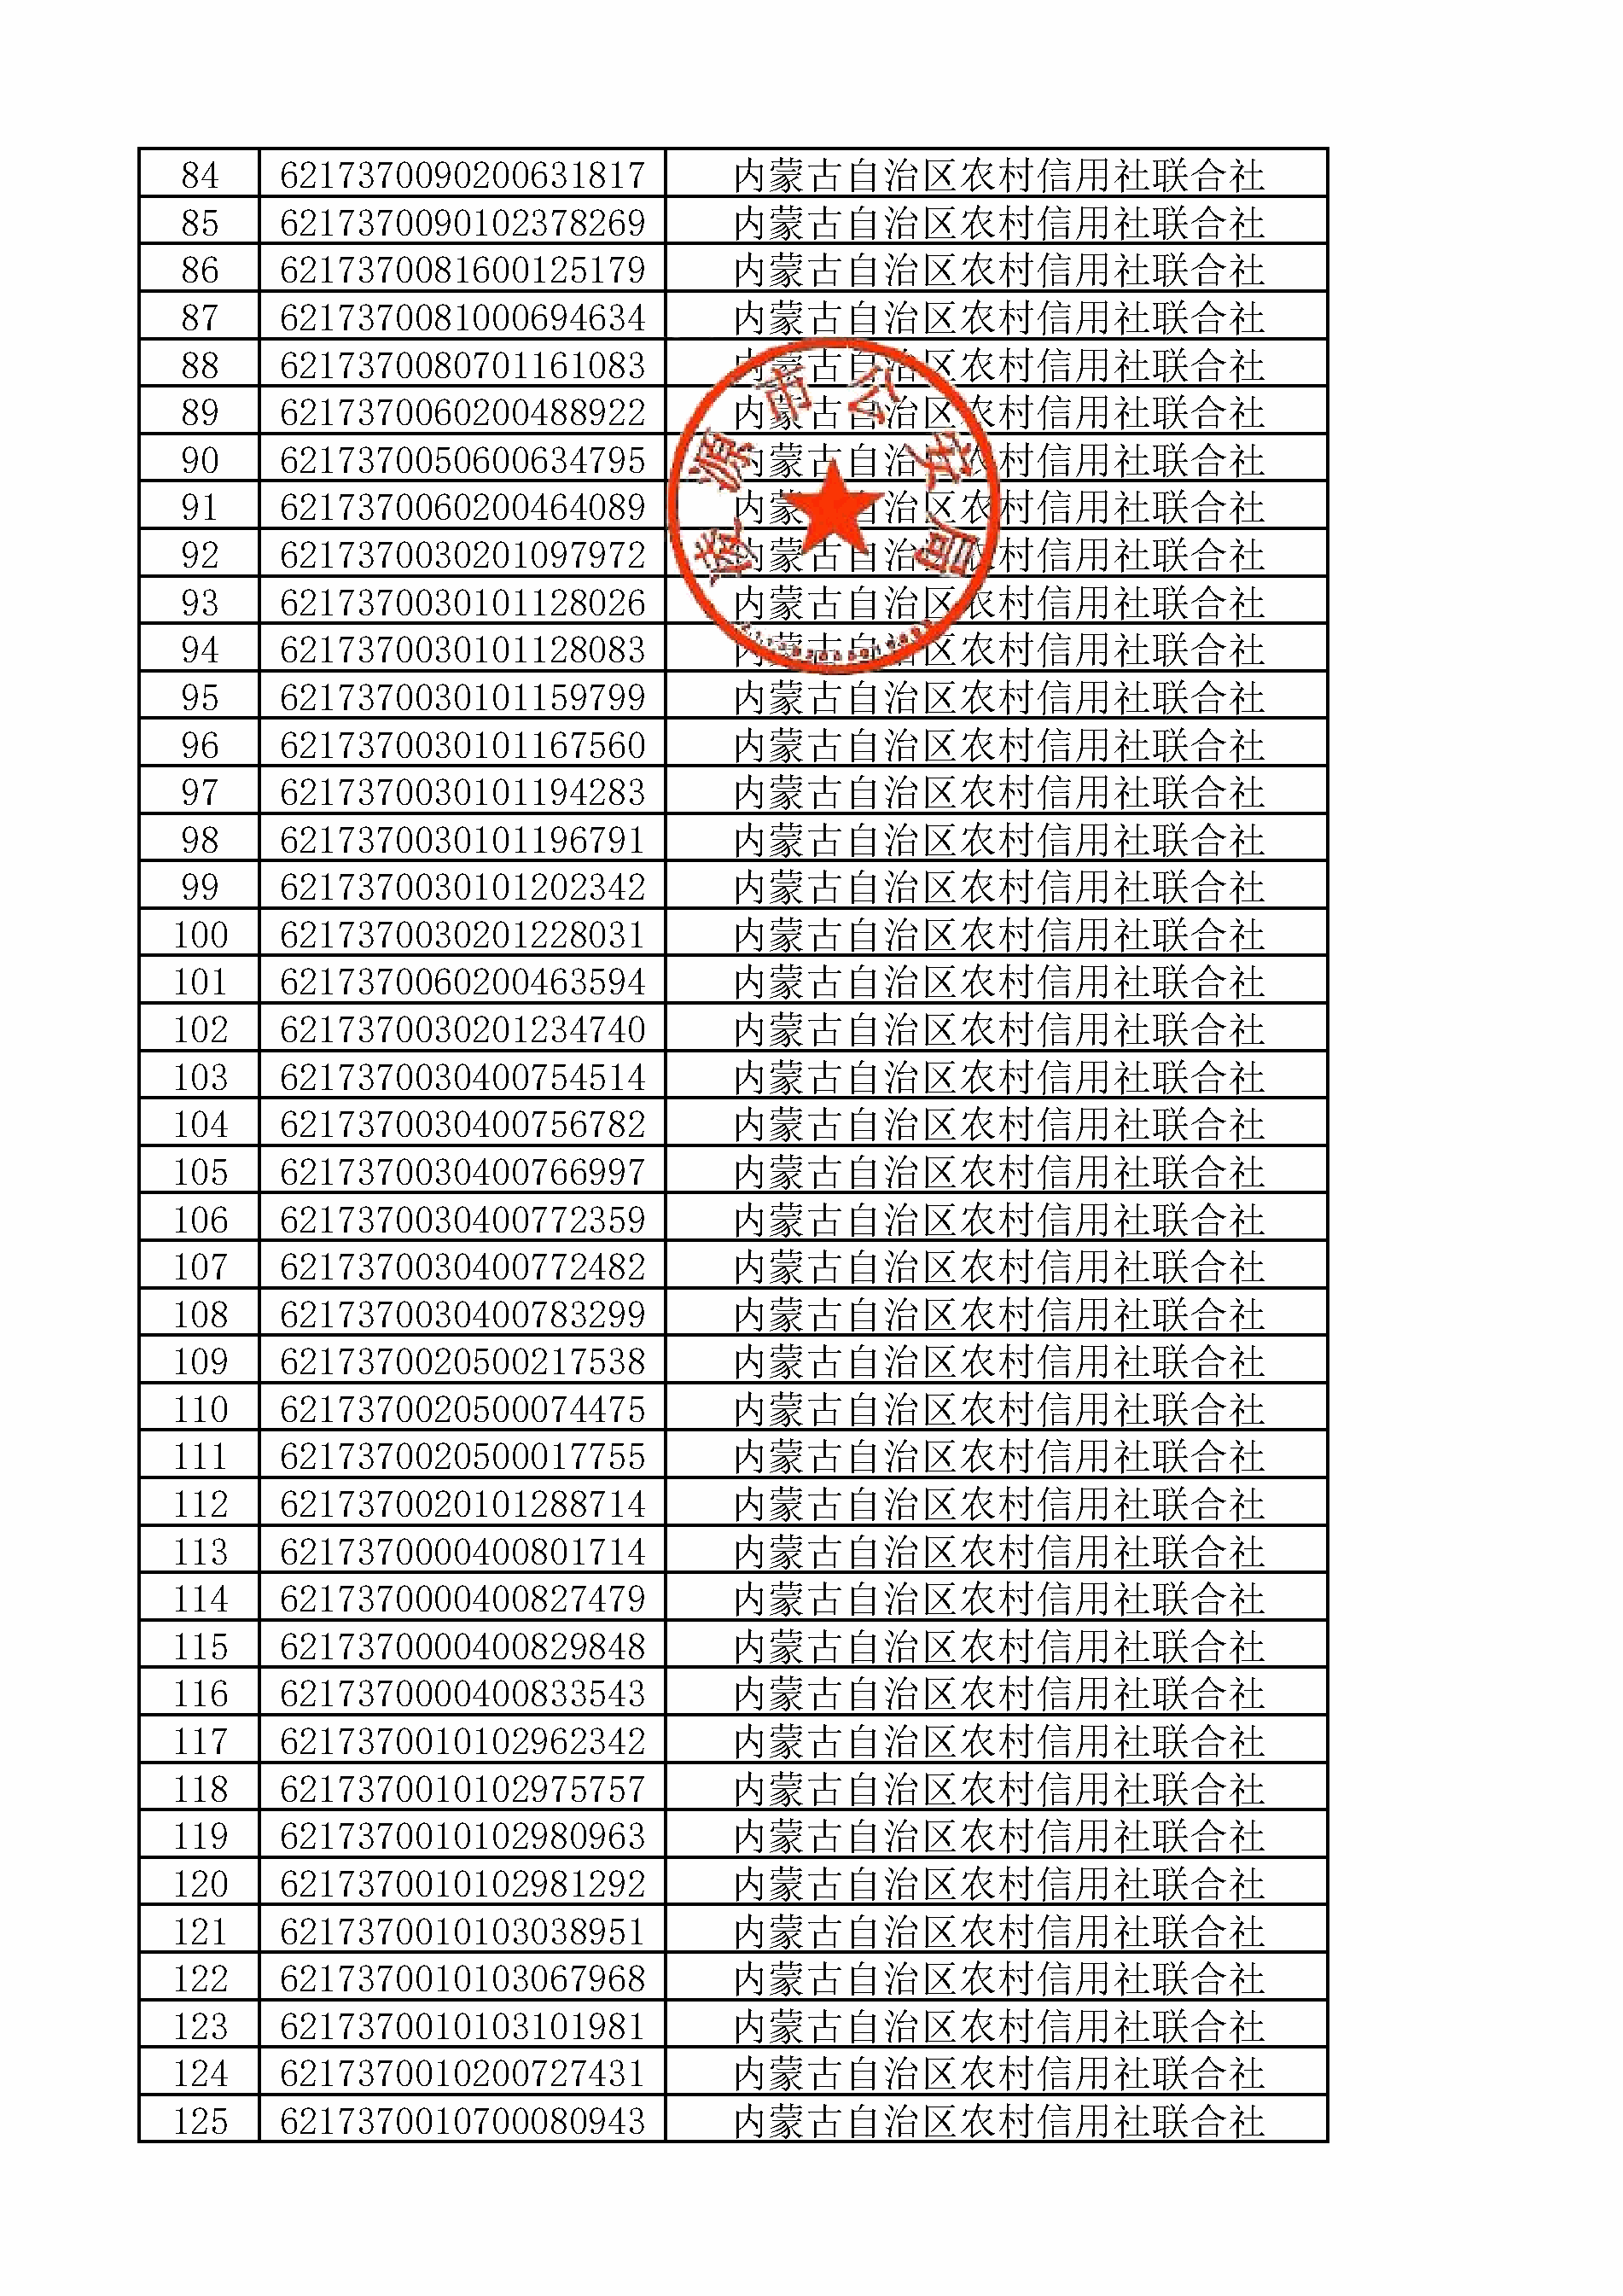 84 6217370090200631817 内蒙古自治区农村信用社联合社
85 6217370090102378269 内蒙古自治区农村信用社联合社
86 6217370081600125179 内蒙古自治区农村信用社联合社
87 6217370081000694634 内蒙古自治区农村信用社联合社
88 6217370080701161083 内蒙古自治区农村信用社联合社
89 6217370060200488922 内蒙古自治区农村信用社联合社
90 6217370050600634795 内蒙古自治区农村信用社联合社
91 6217370060200464089 内蒙古自治区农村信用社联合社
92 6217370030201097972 内蒙古自治区农村信用社联合社
93 6217370030101128026 内蒙古自治区农村信用社联合社
94 6217370030101128083 内蒙古自治区农村信用社联合社
凌源市公安局
95 6217370030101159799 内蒙古自治区农村信用社联合社
96 6217370030101167560 内蒙古自治区农村信用社联合社
97 6217370030101194283 内蒙古自治区农村信用社联合社
98 6217370030101196791 内蒙古自治区农村信用社联合社
99 6217370030101202342 内蒙古自治区农村信用社联合社
100 6217370030201228031 内蒙古自治区农村信用社联合社
101 6217370060200463594 内蒙古自治区农村信用社联合社
102 6217370030201234740 内蒙古自治区农村信用社联合社
103 6217370030400754514 内蒙古自治区农村信用社联合社
104 6217370030400756782 内蒙古自治区农村信用社联合社
105 6217370030400766997 内蒙古自治区农村信用社联合社
106 6217370030400772359 内蒙古自治区农村信用社联合社
107 6217370030400772482 内蒙古自治区农村信用社联合社
108 6217370030400783299 内蒙古自治区农村信用社联合社
109 6217370020500217538 内蒙古自治区农村信用社联合社
110 6217370020500074475 内蒙古自治区农村信用社联合社
111 6217370020500017755 内蒙古自治区农村信用社联合社
112 6217370020101288714 内蒙古自治区农村信用社联合社
113 6217370000400801714 内蒙古自治区农村信用社联合社
114 6217370000400827479 内蒙古自治区农村信用社联合社
115 6217370000400829848 内蒙古自治区农村信用社联合社
116 6217370000400833543 内蒙古自治区农村信用社联合社
117 6217370010102962342 内蒙古自治区农村信用社联合社
118 6217370010102975757 内蒙古自治区农村信用社联合社
119 6217370010102980963 内蒙古自治区农村信用社联合社
120 6217370010102981292 内蒙古自治区农村信用社联合社
121 6217370010103038951 内蒙古自治区农村信用社联合社
122 6217370010103067968 内蒙古自治区农村信用社联合社
123 6217370010103101981 内蒙古自治区农村信用社联合社
124 6217370010200727431 内蒙古自治区农村信用社联合社
125 6217370010700080943 内蒙古自治区农村信用社联合社